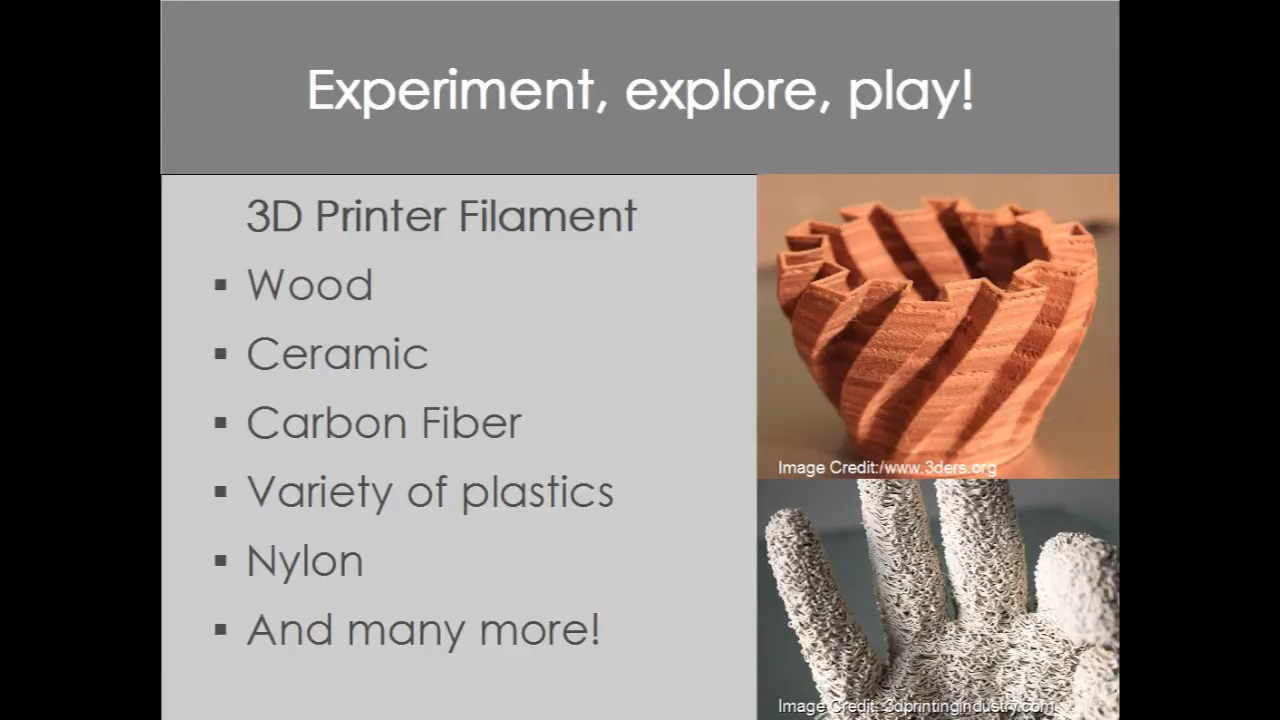 Experiment, explore, play!
3D Printer Filament
▪ Wood
▪ Ceramic
▪ Carbon Fiber
▪ Variety of plastics
▪ Nylon
▪ And many more!
Image Credit:/www.3ders.org
Image Credit: 3dprintingindustry.com